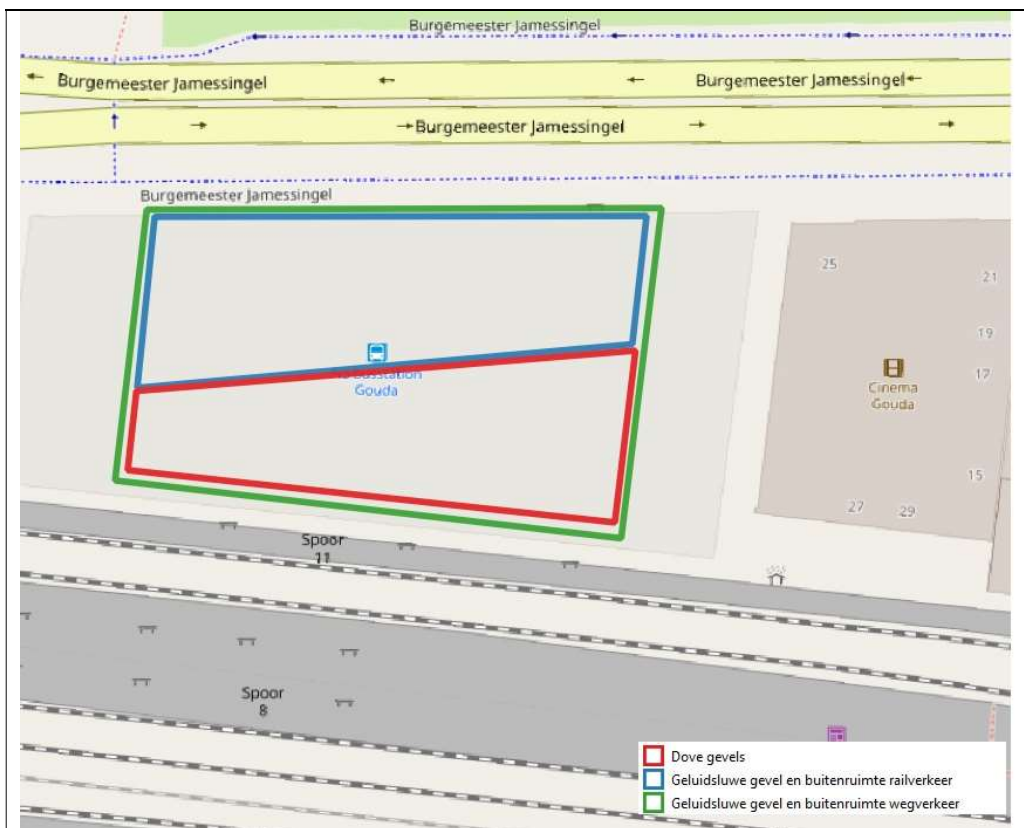 Burgemeester Jamessingel
Burgemeester Jamessingel
Burgemeester Jamessingel
Burgemeester Jamessingel
Burgemeester Jamessingel
25
21
19
17
Busstation
Gouda
Cinema
Gouda
15
27
29
Spoor
11
Spoor
8
Dove gevels
Geluidsluwe gevel en buitenruimte railverkeer
Geluidsluwe gevel en buitenruimte wegverkeer